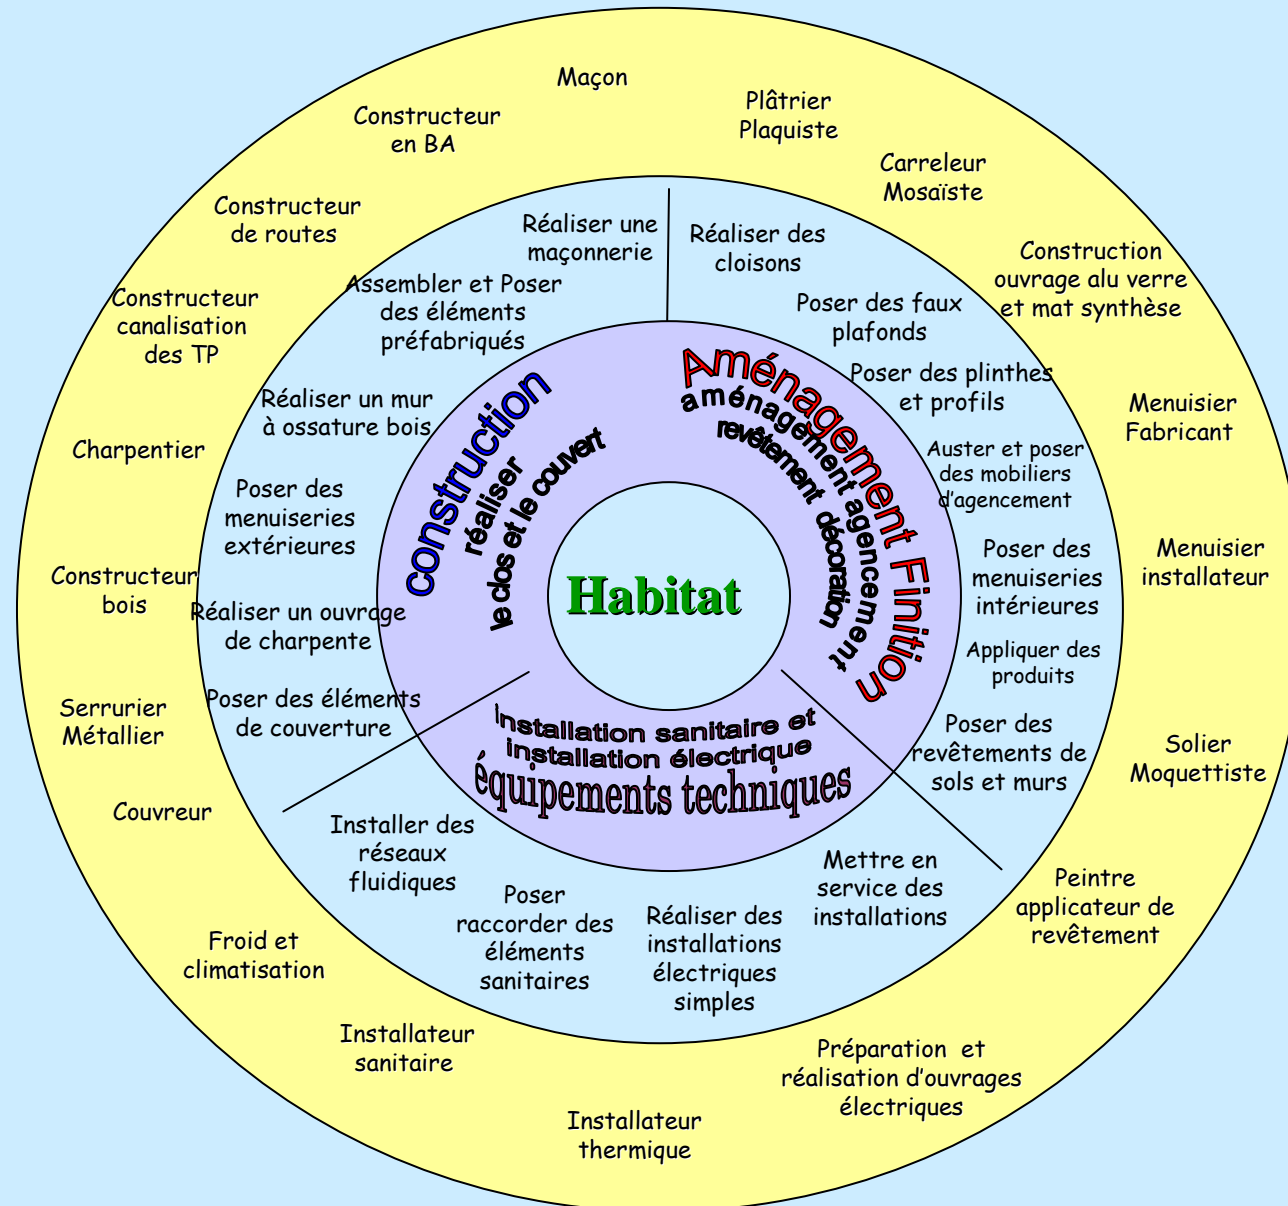 Maçon
Constructeur
en BA
Constructeur
de routes
Constructeur
canalisation
des TP
Charpentier
Constructeur
bois
Serrurier
Métallier
Couvreur
Froid et
climatisation
Installateur
sanitaire
Installateur
thermique
Préparation et
réalisation d'ouvrages
électriques
Peintre
applicateur de
revêtement
Solier
Moquettiste
Menuisier
installateur
Menuisier
Fabricant
Construction
ouvrage alu verre
et mat synthèse
Carreleur
Mosaïste
Plâtrier
Plaquiste
Réaliser une
maçonnerie
Assembler et Poser
des éléments
préfabriqués
Réaliser un mur
à ossature bois
Poser des
menuiseries
extérieures
Réaliser un ouvrage
de charpente
Poser des éléments
de couverture
Réaliser des
cloisons
Poser des faux
plafonds
Poser des plinthes
et profils
Auster et poser
des mobiliers
d'agencement
Poser des
menuiseries
intérieures
Appliquer des
produits
Poser des
revêtements de
sols et murs
Installer des
réseaux
fluidiques
Poser
raccorder des
éléments
sanitaires
Réaliser des
installations
électriques
simples
Mettre en
service des
installations
construction
réaliser
le clos et le couvert
Aménagement Finition
aménagement agencement
revêtement décoration
installation sanitaire et
installation électrique
équipements techniques
Habitat